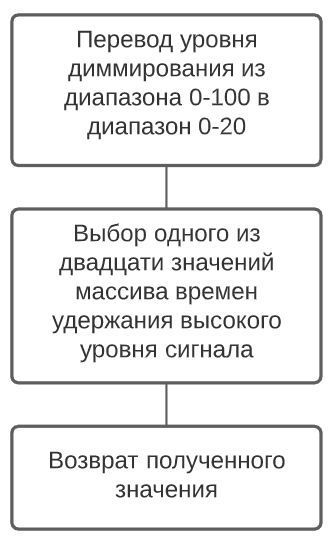 Перевод уровня
диммирования из
диапазона 0-100 в
диапазон 0-20
Выбор одного из
двадцати значений
массива времен
удержания высокого
уровня сигнала
Возврат полученного
значения